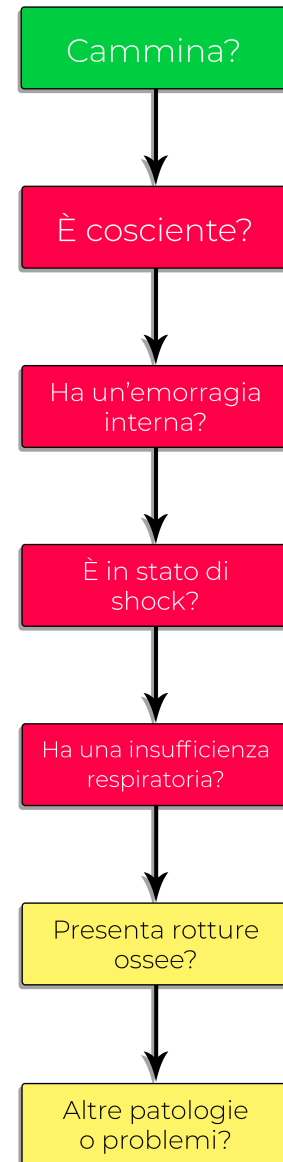 Cammina?
È cosciente?
Ha un'emorragia
interna?
È in stato di
shock?
Ha una insufficienza
respiratoria?
Presenta rotture
ossee?
Altre patologie
o problemi?